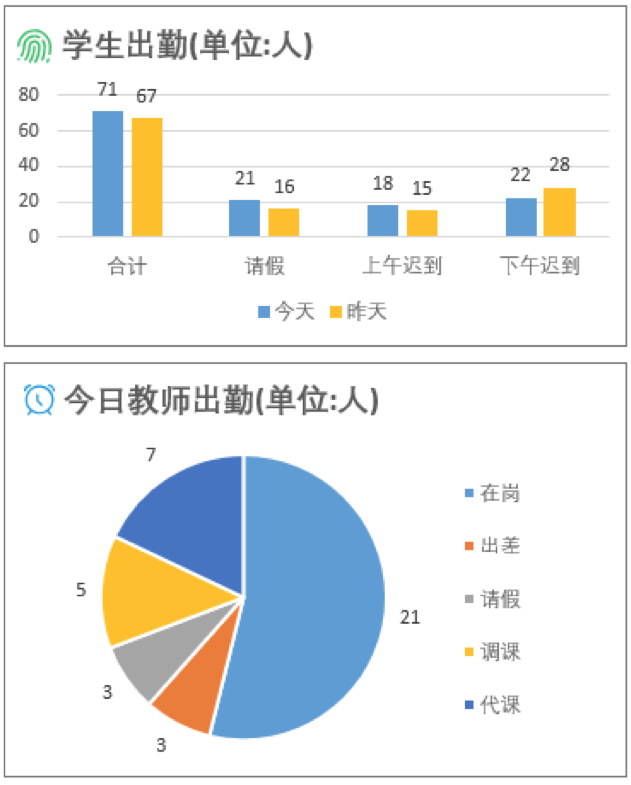 学生出勤(单位:人)
71 67
80
60
40
20
0
21 16
18 15
22 28
合计 请假 上午迟到 下午迟到
今天 昨天
今日教师出勤(单位:人)
7
在岗
出差
5
请假
21
调课
3
代课
3